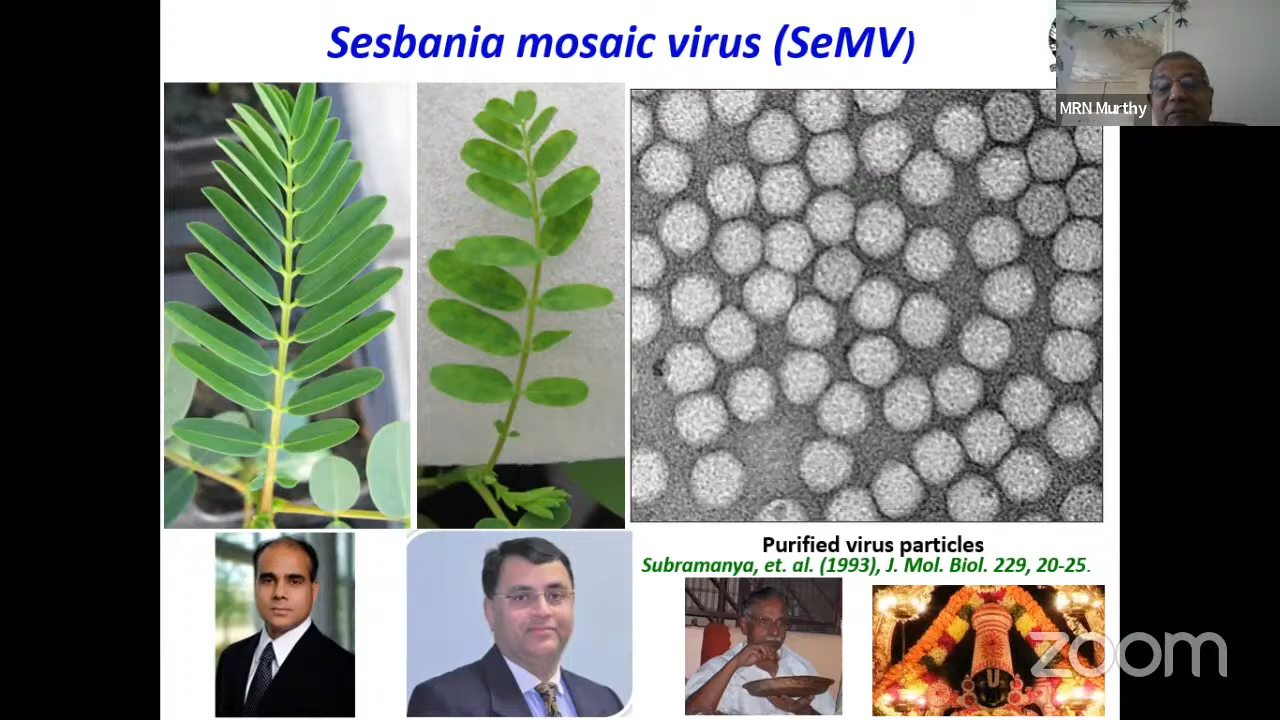 Sesbania mosaic virus (SeMV)
MRN Murthy
Purified virus particles
Subramanya, et. al. (1993), J. Mol. Biol. 229, 20-25.
zoom